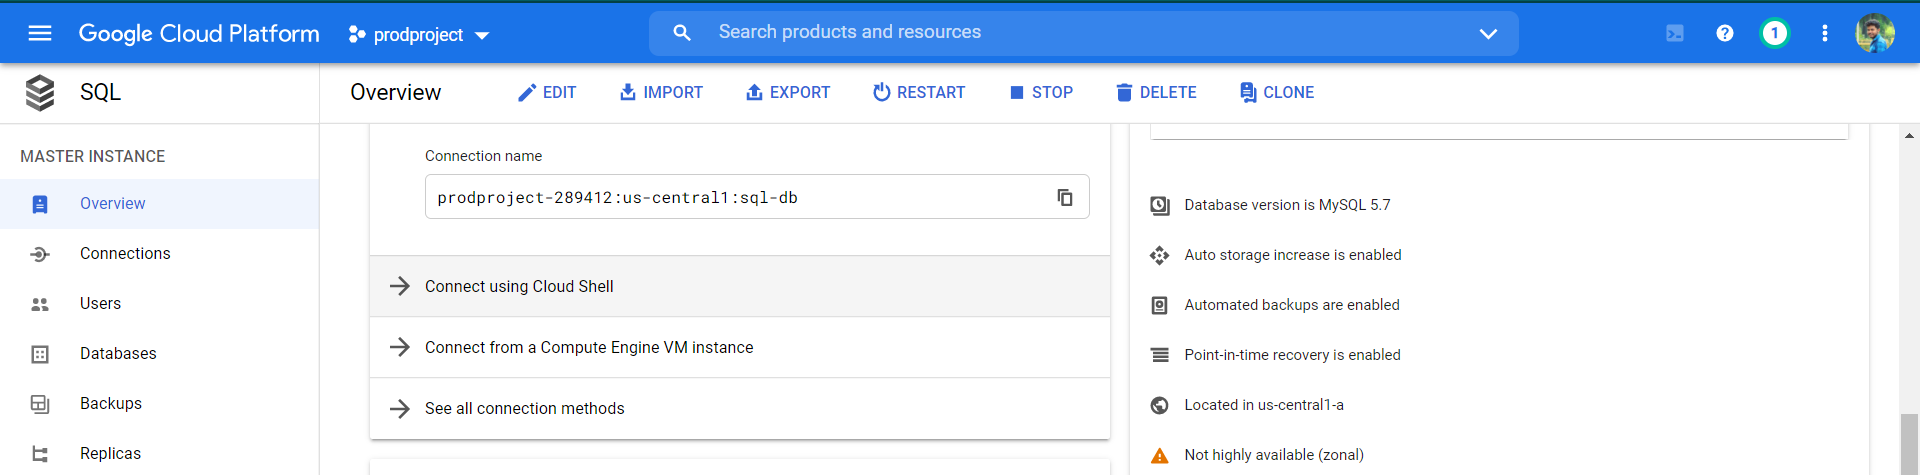 Google Cloud Platform
prodproject
Search products and resources
1
SQL
Overview
EDIT
IMPORT
EXPORT
RESTART
STOP
DELETE
CLONE
MASTER INSTANCE
Overview
Connections
Users
Databases
Backups
Replicas
Connection name
prodproject-289412:us-central1:sql-db
Connect using Cloud Shell
Connect from a Compute Engine VM instance
See all connection methods
Database version is MySQL 5.7
Auto storage increase is enabled
Automated backups are enabled
Point-in-time recovery is enabled
Located in us-central1-a
Not highly available (zonal)